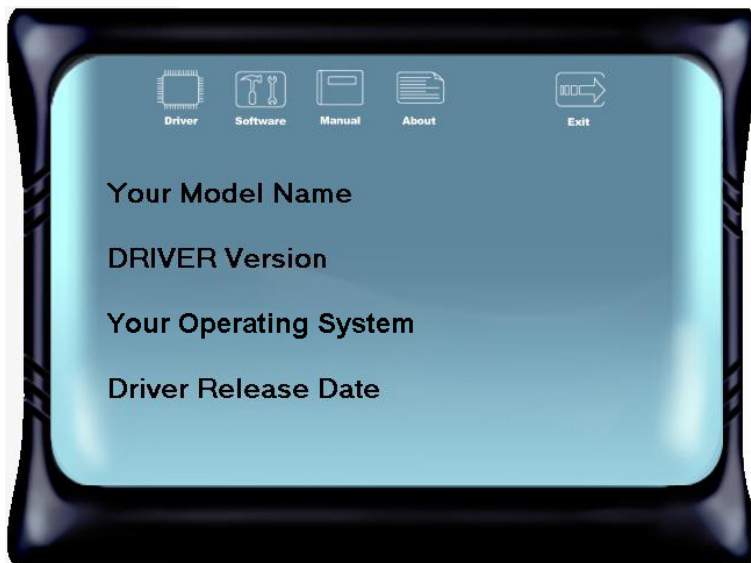 Driver Software Manual About Exit
Your Model Name
DRIVER Version
Your Operating System
Driver Release Date